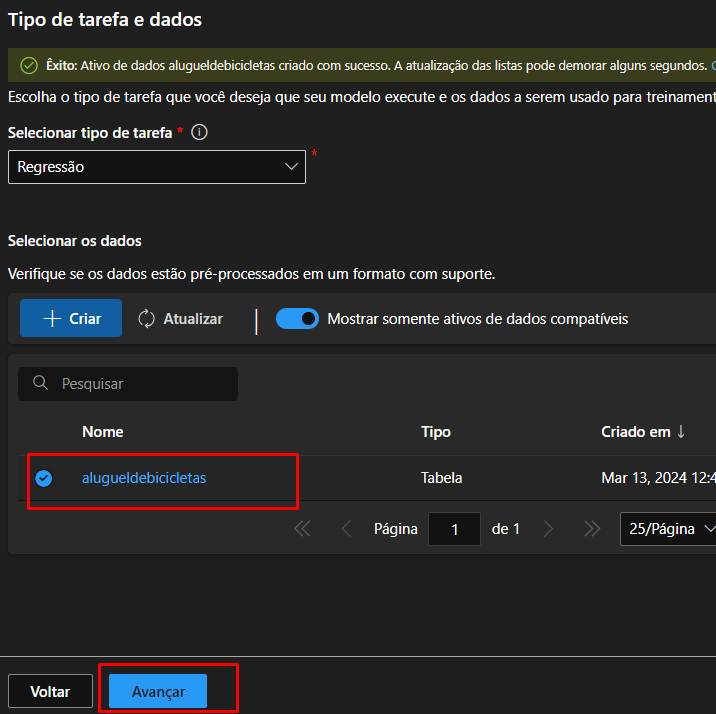 Tipo de tarefa e dados
Êxito: Ativo de dados alugueldebicicletas criado com sucesso. A atualização das listas pode demorar alguns segundos.
Escolha o tipo de tarefa que você deseja que seu modelo execute e os dados a serem usado para treinament
Selecionar tipo de tarefa *
Regressão *
Selecionar os dados
Verifique se os dados estão pré-processados em um formato com suporte.
Criar Atualizar Mostrar somente ativos de dados compatíveis
Pesquisar
Nome Tipo Criado em ↓
alugueldebicicletas Tabela Mar 13, 2024 12:4
Página 1 de 1 25/Página
Voltar Avançar